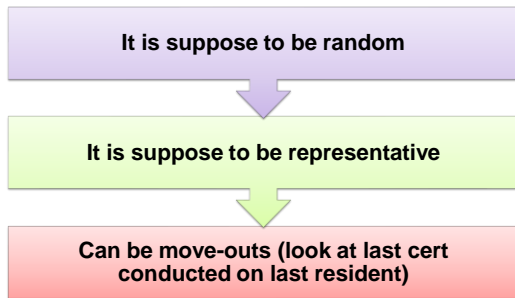 It is suppose to be random
It is suppose to be representative
Can be move-outs (look at last cert
conducted on last resident)